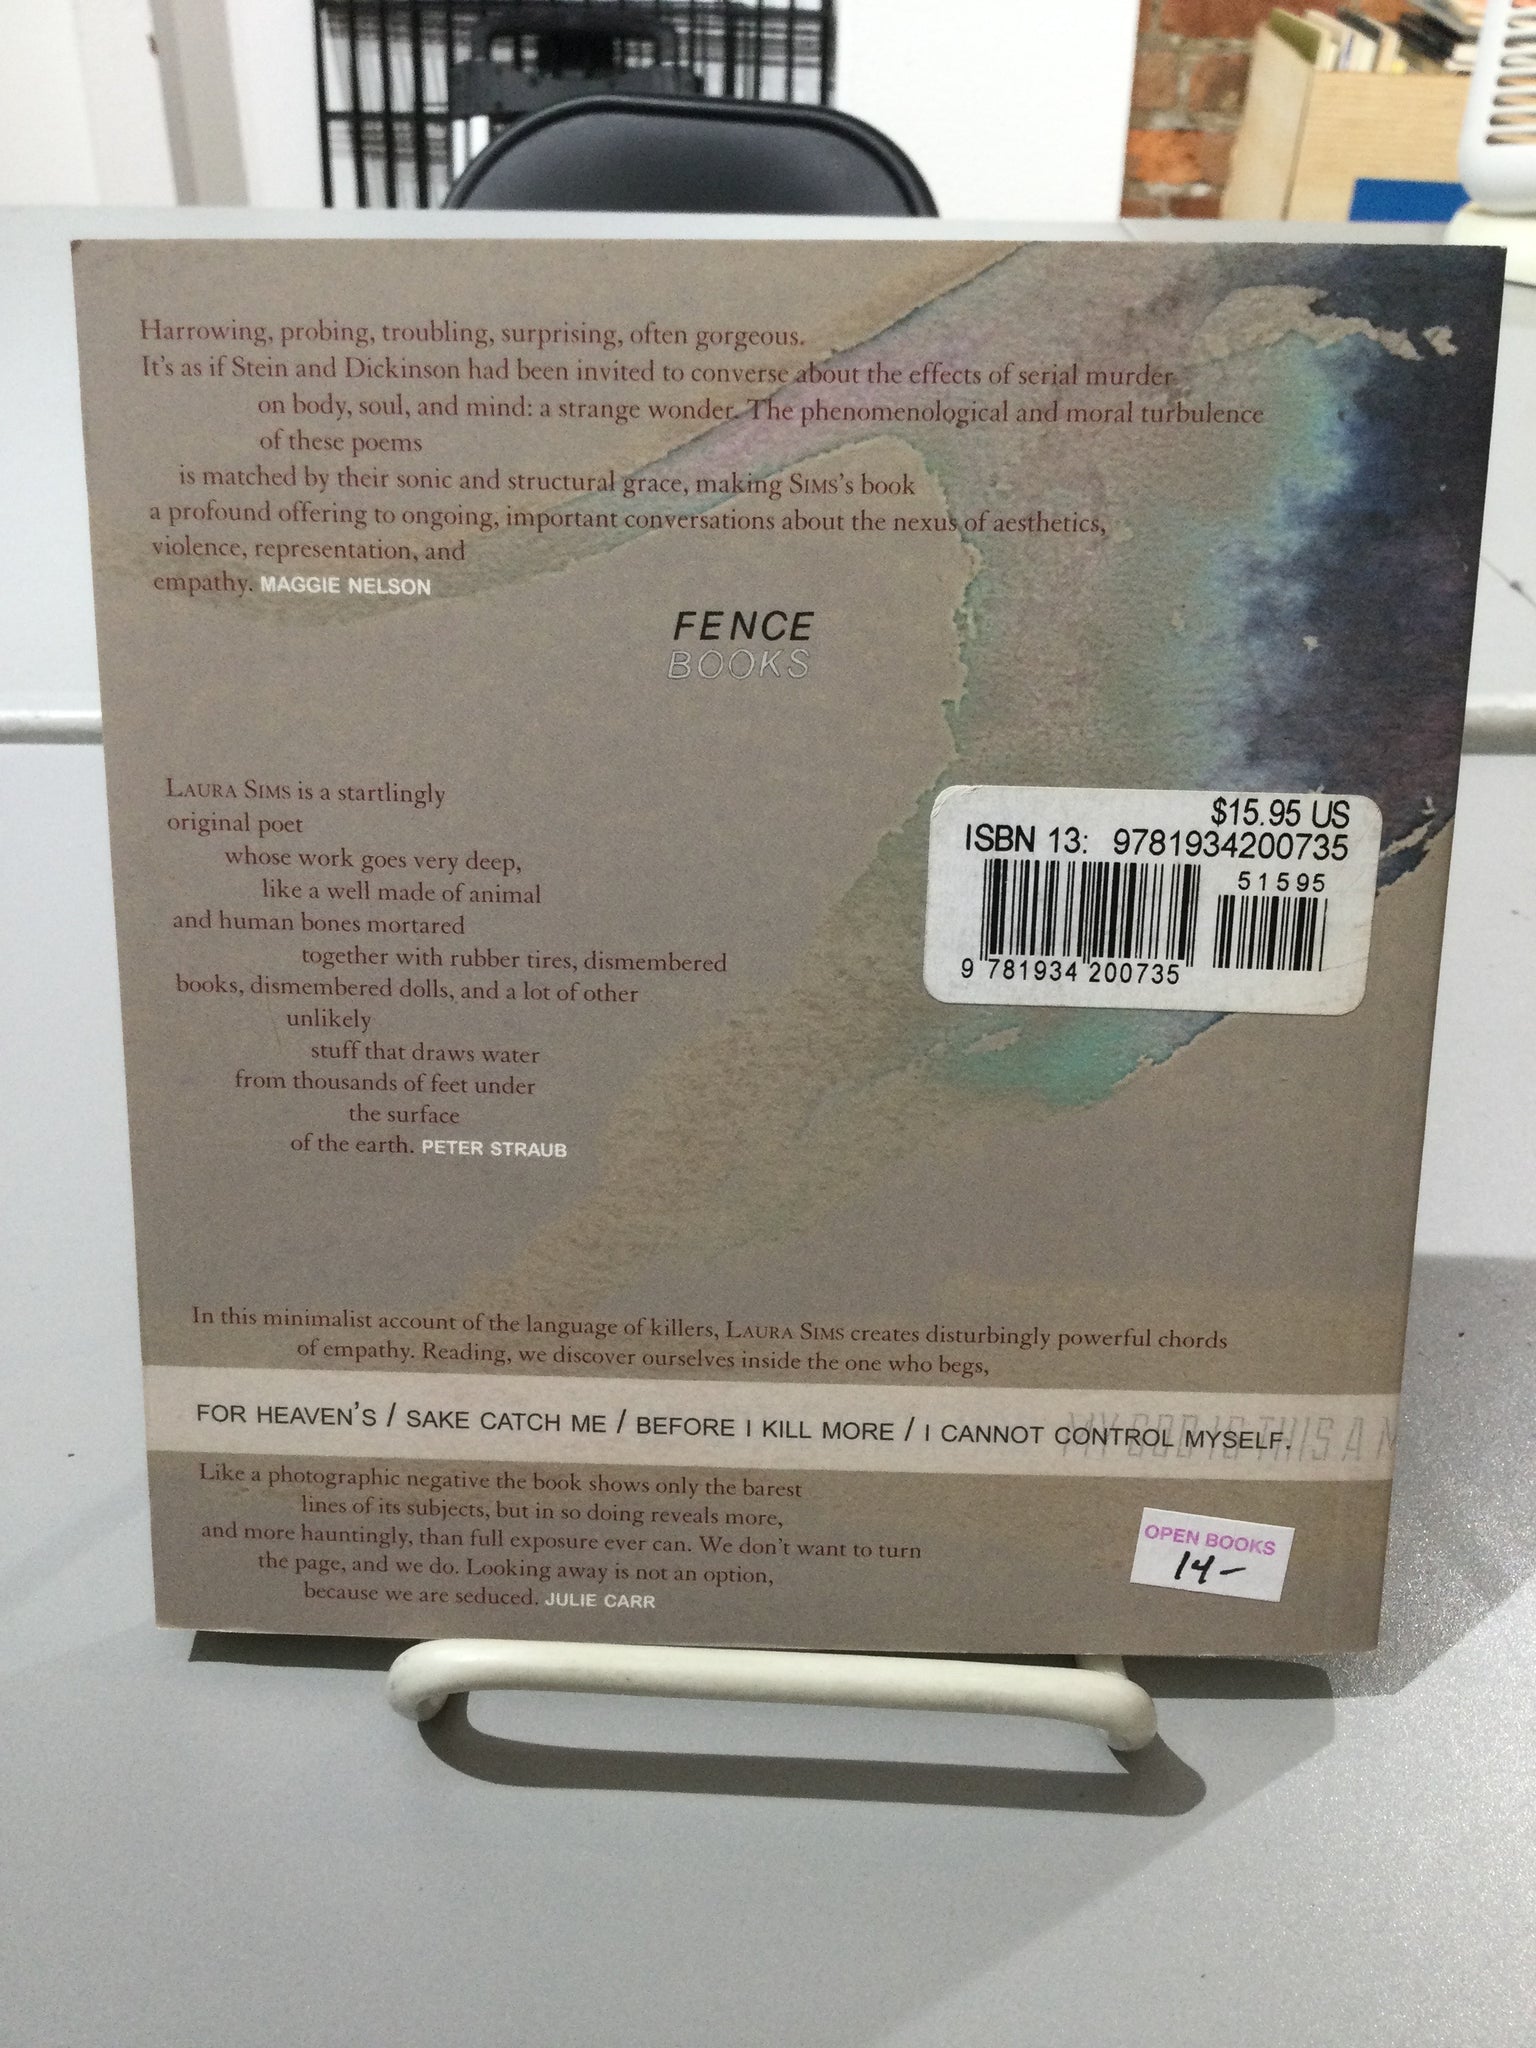 Harrowing, probing, troubling, surprising, often gorgeous.
It's as if Stein and Dickinson had been invited to converse about the effects of serial murder
on body, soul, and mind: a strange wonder. The phenomenological and moral turbulence
of these poems
is matched by their sonic and structural grace, making SIMS's book
a profound offering to ongoing, important conversations about the nexus of aesthetics,
violence, representation, and
empathy. MAGGIE NELSON
FENCE
BOOKS
LAURA SIMS is a startlingly
original poet
whose work goes very deep,
like a well made of animal
and human bones mortared
together with rubber tires, dismembered
books, dismembered dolls, and a lot of other
unlikely
stuff that draws water
from thousands of feet under
the surface
of the earth. PETER STRAUB
$15.95 US
ISBN 13: 9781934200735
51595
9 781934 200735
In this minimalist account of the language of killers, LAURA SIMS creates disturbingly powerful chords
of empathy. Reading, we discover ourselves inside the one who begs,
FOR HEAVEN'S / SAKE CATCH ME / BEFORE I KILL MORE / I CANNOT CONTROL MYSELF.
MY GOD IS THIS A M
Like a photographic negative the book shows only the barest
lines of its subjects, but in so doing reveals more,
and more hauntingly, than full exposure ever can. We don't want to turn
the page, and we do. Looking away is not an option,
because we are seduced. JULIE CARR
OPEN BOOKS
14-